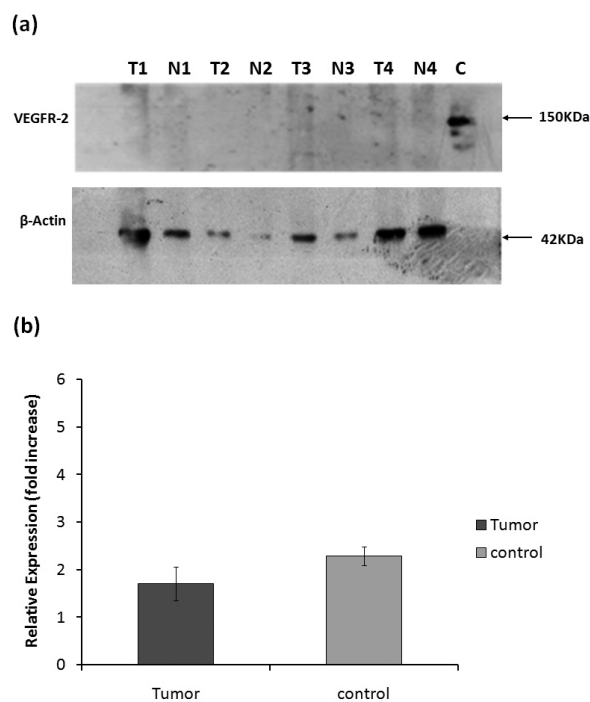 (a)
T1 N1 T2 N2 T3 N3 T4 N4 C
VEGFR-2
150KDa
β-Actin
42KDa
(b)
Relative Expression (fold increase)
6
5
4
3
2
1
0
Tumor
control
Tumor
control